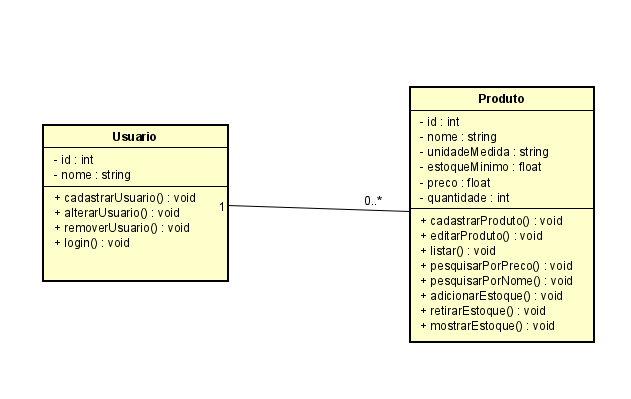 Usuario
- id : int
- nome : string
+ cadastrarUsuario() : void
+ alterarUsuario() : void
+ removerUsuario() : void
+ login() : void
1
0..*
Produto
- id : int
- nome : string
- unidadeMedida : string
- estoqueMinimo : float
- preco : float
- quantidade : int
+ cadastrarProduto() : void
+ editarProduto() : void
+ listar() : void
+ pesquisarPorPreco() : void
+ pesquisarPorNome() : void
+ adicionarEstoque() : void
+ retirarEstoque() : void
+ mostrarEstoque() : void